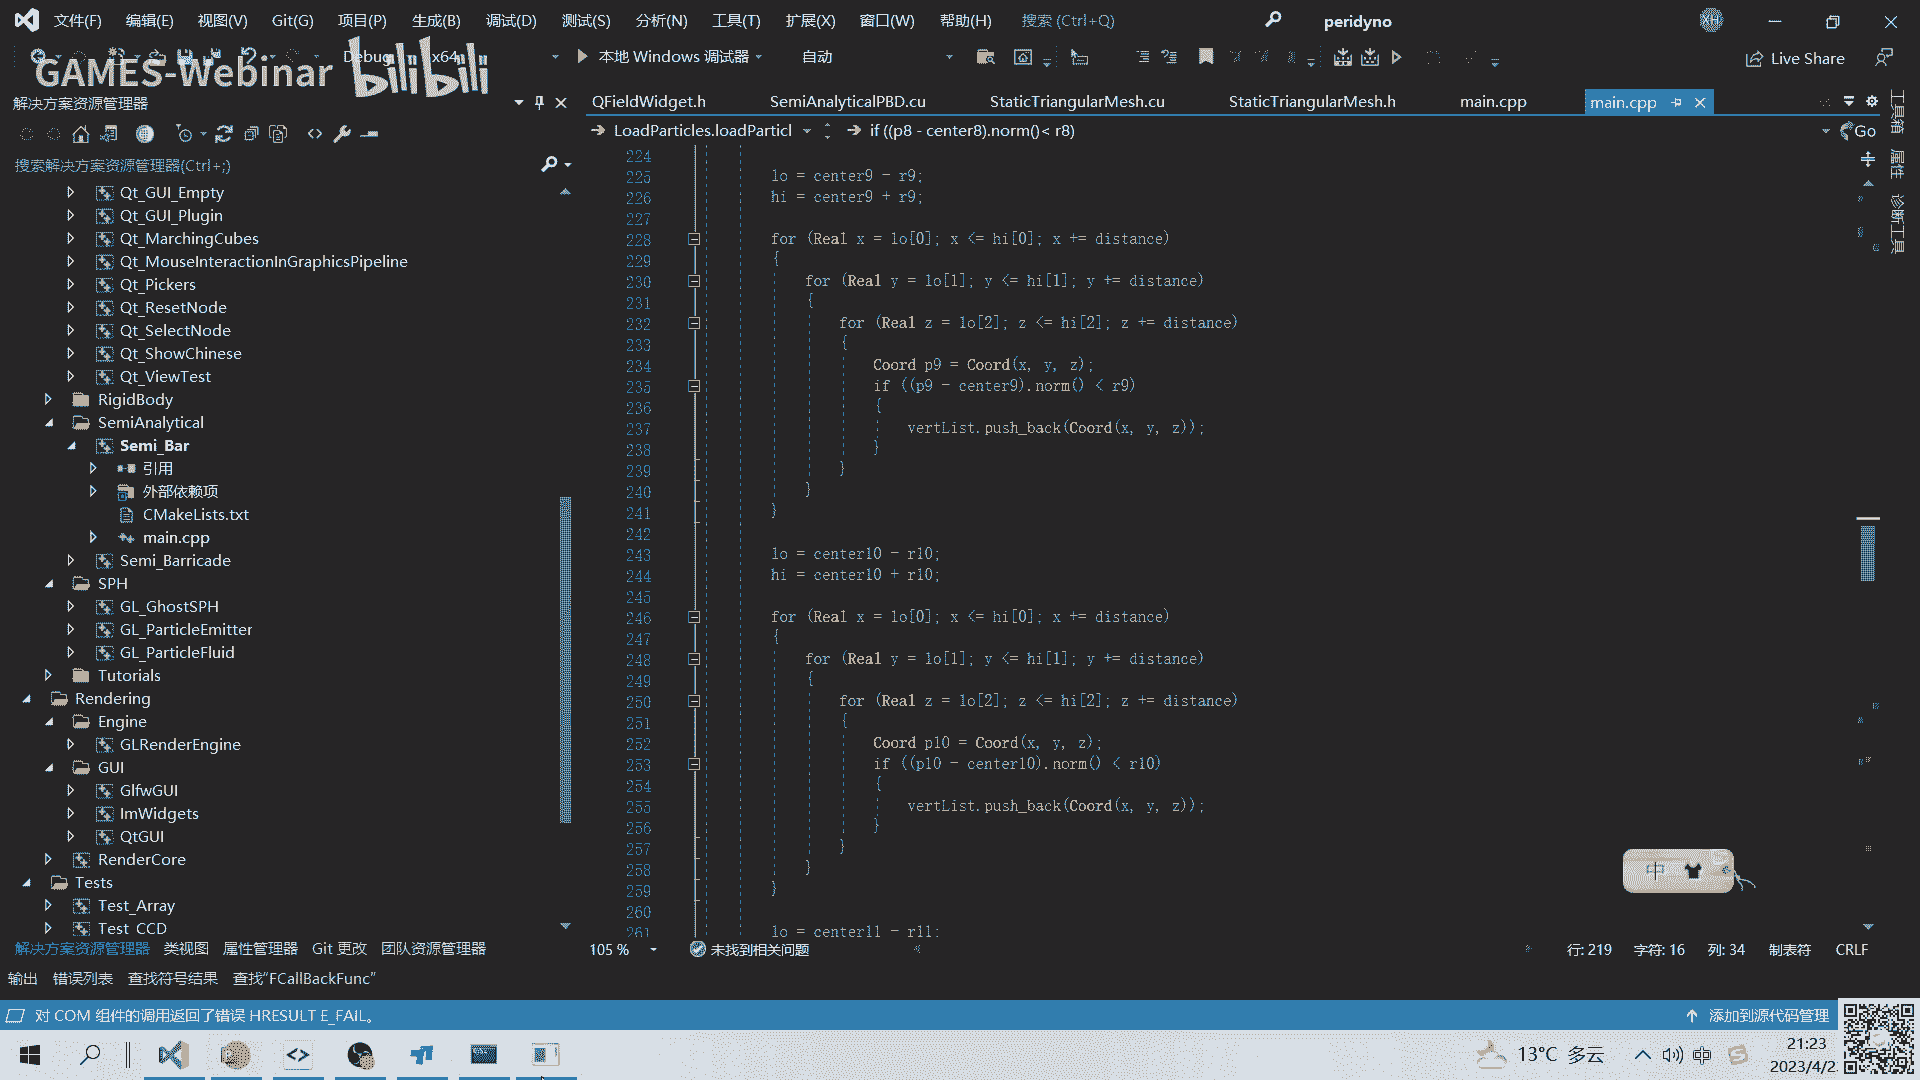 文件(F) 编辑(E) 视图(V) Git(G) 项目(P) 生成(B) 调试(D) 测试(S) 分析(N) 工具(T) 扩展(X) 窗口(W) 帮助(H) 搜索 (Ctrl+Q) peridyno XH
Debug x64 本地 Windows 调试器 自动 Live Share
GAMES-Webinar bilibili
解决方案资源管理器
QFieldWidget.h SemiAnalyticalPBD.cu StaticTriangularMesh.cu StaticTriangularMesh.h main.cpp main.cpp
LoadParticles.loadParticl if ((p8 - center8).norm()< r8) Go
搜索解决方案资源管理器(Ctrl+;)
Qt_GUI_Empty
Qt_GUI_Plugin
Qt_MarchingCubes
Qt_MouseInteractionInGraphicsPipeline
Qt_Pickers
Qt_ResetNode
Qt_SelectNode
Qt_ShowChinese
Qt_ViewTest
RigidBody
SemiAnalytical
Semi_Bar
引用
外部依赖项
CMakeLists.txt
main.cpp
Semi_Barricade
SPH
GL_GhostSPH
GL_ParticleEmitter
GL_ParticleFluid
Tutorials
Rendering
Engine
GLRenderEngine
GUI
GlfwGUI
ImWidgets
QtGUI
RenderCore
Tests
Test_Array
Test_CCD
解决方案资源管理器 类视图 属性管理器 Git 更改 团队资源管理器
224
225 lo = center9 - r9;
226 hi = center9 + r9;
227
228 for (Real x = lo[0]; x <= hi[0]; x += distance)
229 {
230 for (Real y = lo[1]; y <= hi[1]; y += distance)
231 {
232 for (Real z = lo[2]; z <= hi[2]; z += distance)
233 {
234 Coord p9 = Coord(x, y, z);
235 if ((p9 - center9).norm() < r9)
236 {
237 vertList.push_back(Coord(x, y, z));
238 }
239 }
240 }
241 }
242
243 lo = center10 - r10;
244 hi = center10 + r10;
245
246 for (Real x = lo[0]; x <= hi[0]; x += distance)
247 {
248 for (Real y = lo[1]; y <= hi[1]; y += distance)
249 {
250 for (Real z = lo[2]; z <= hi[2]; z += distance)
251 {
252 Coord p10 = Coord(x, y, z);
253 if ((p10 - center10).norm() < r10)
254 {
255 vertList.push_back(Coord(x, y, z));
256 }
257 }
258 }
259 }
260
261 lo = center11 - r11;
工具箱
属性
诊断工具
中
105 % 未找到相关问题 行: 219 字符: 16 列: 34 制表符 CRLF
输出 错误列表 查找符号结果 查找"FCallBackFunc"
对 COM 组件的调用返回了错误 HRESULT E_FAIL。 添加到源代码管理
13°C 多云 中 21:23
2023/4/2